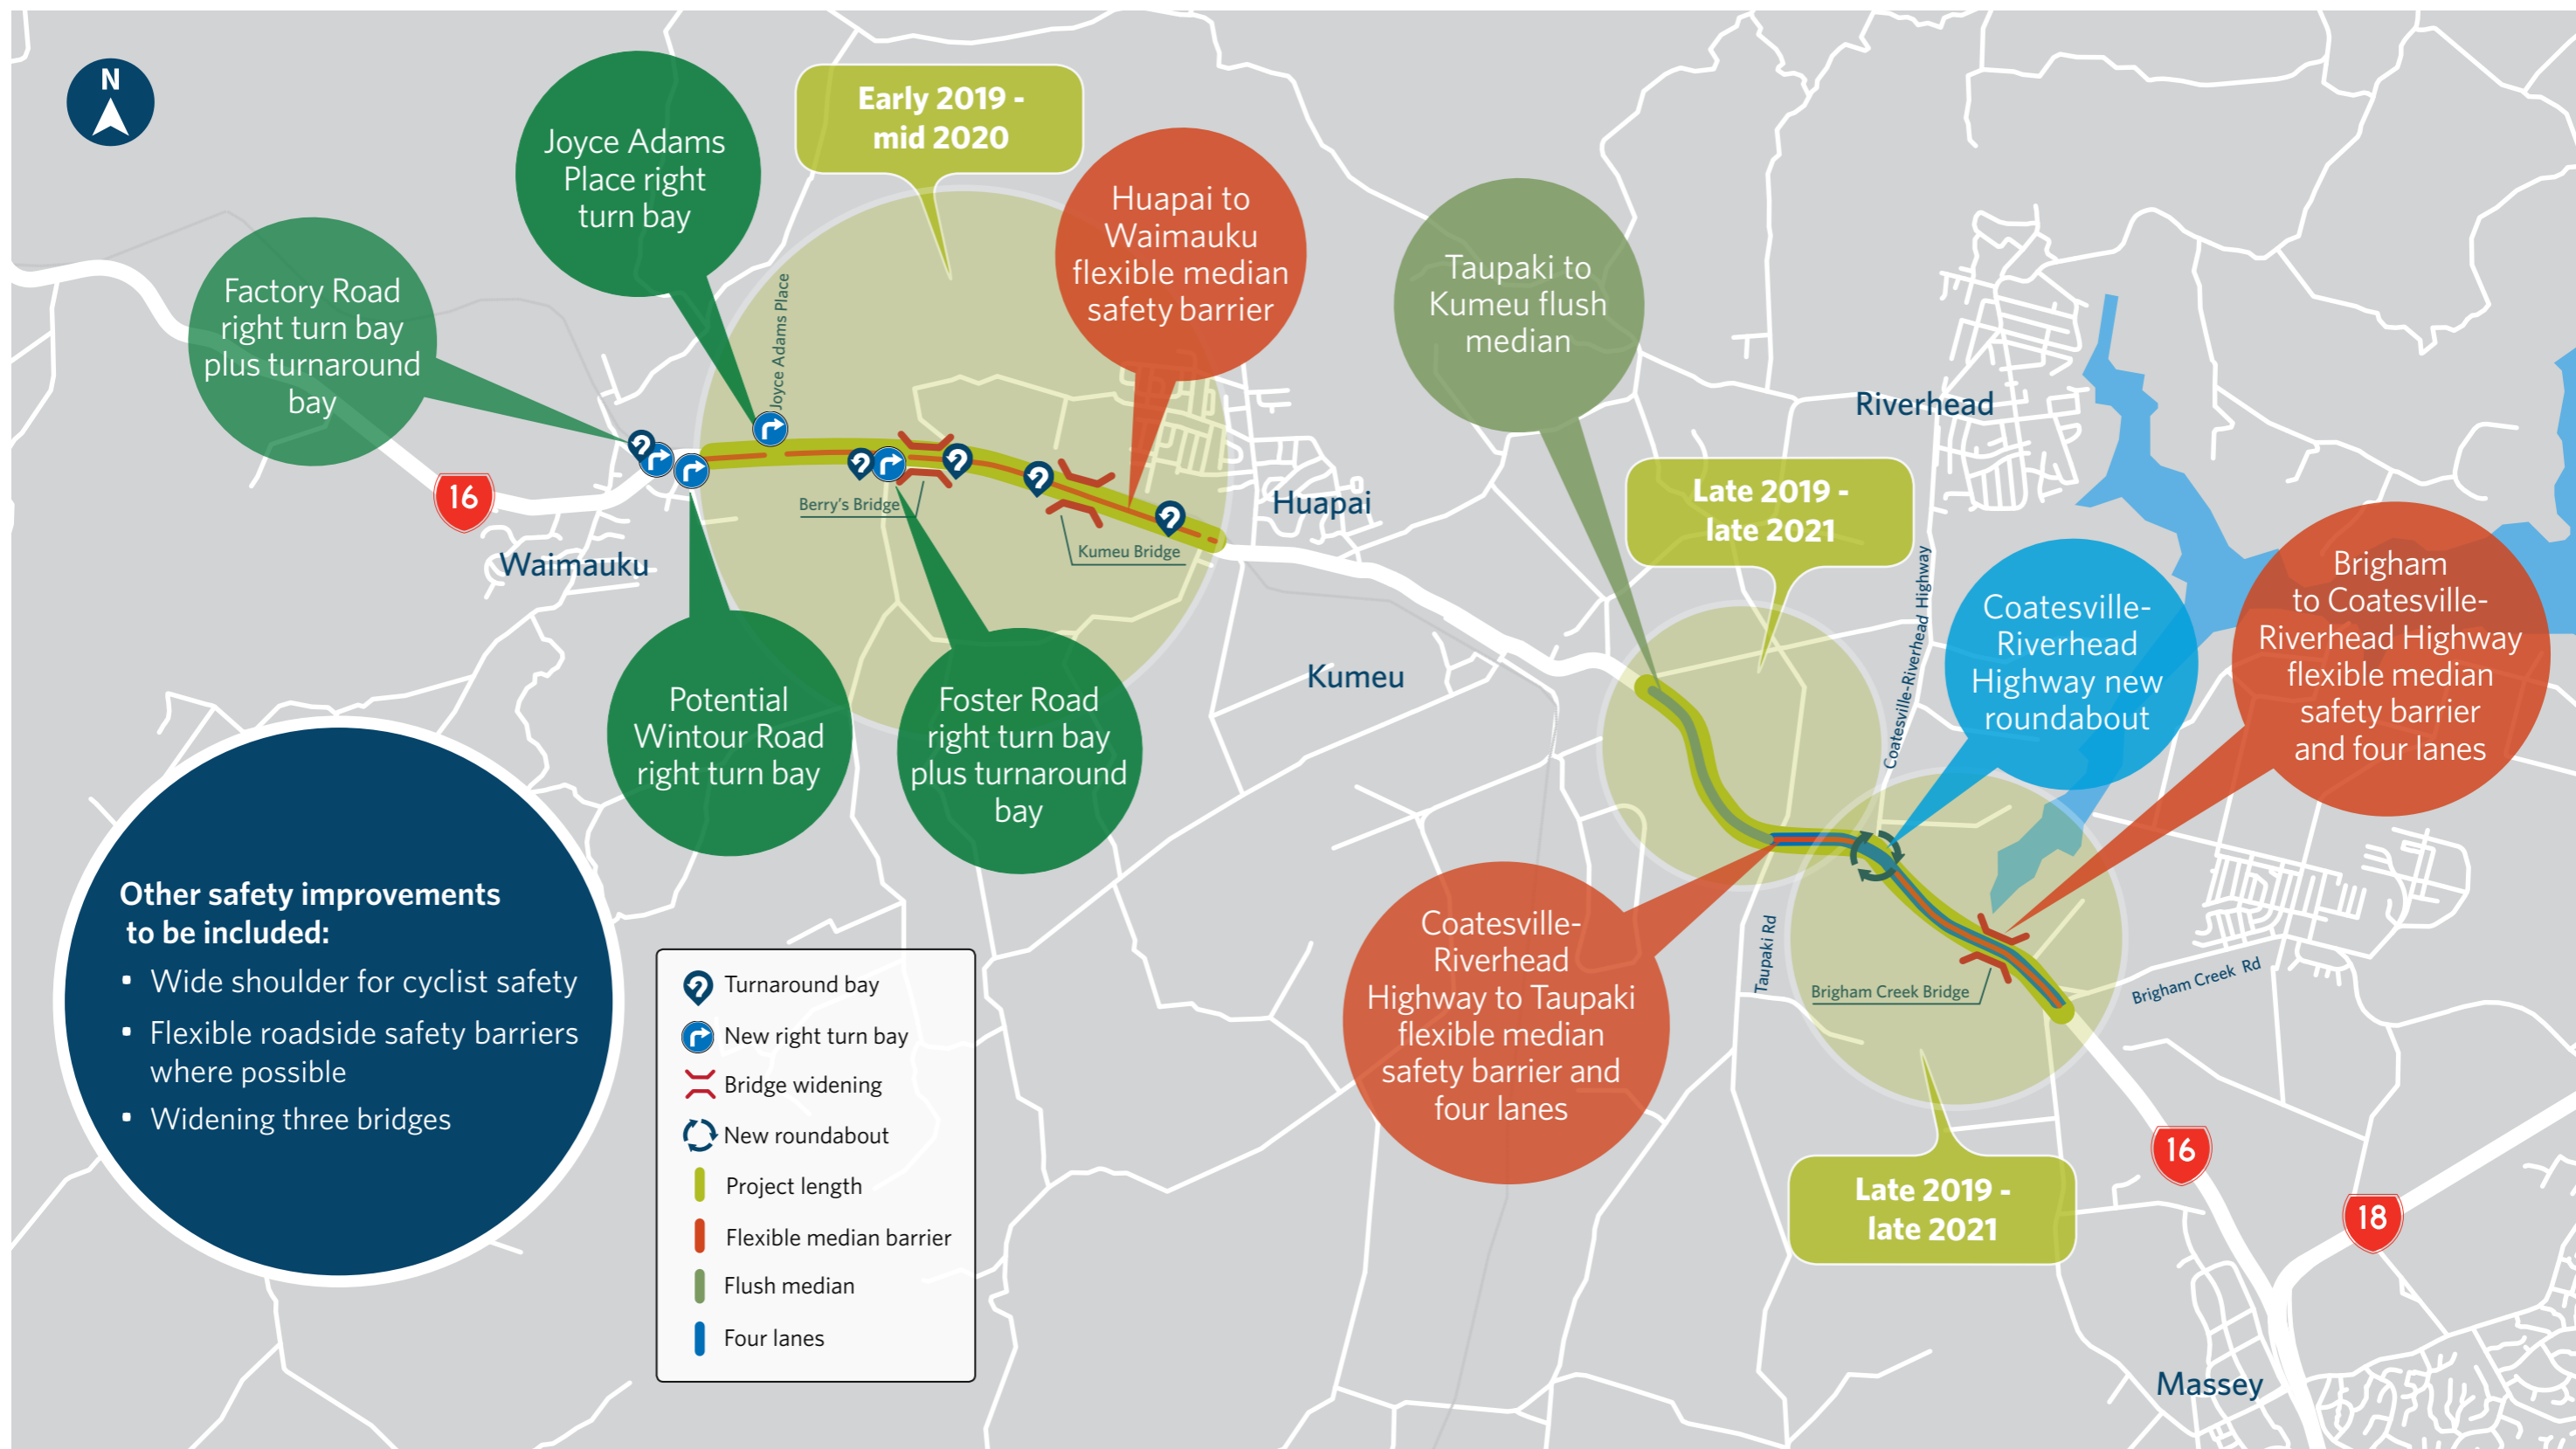 N
Joyce Adams
Place right
turn bay
Early 2019 -
mid 2020
Huapai to
Waimauku
flexible median
safety barrier
Factory Road
right turn bay
plus turnaround
bay
Joyce Adams Place
Taupaki to
Kumeu flush
median
Riverhead
16
Berry's Bridge
Kumeu Bridge
Huapai
Waimauku
Late 2019 -
late 2021
Coatesville-Riverhead Highway
Coatesville-
Riverhead
Highway new
roundabout
Brigham
to Coatesville-
Riverhead Highway
flexible median
safety barrier
and four lanes
Potential
Wintour Road
right turn bay
Foster Road
right turn bay
plus turnaround
bay
Kumeu
Other safety improvements
to be included:
▪ Wide shoulder for cyclist safety
▪ Flexible roadside safety barriers
where possible
▪ Widening three bridges
Turnaround bay
New right turn bay
Bridge widening
New roundabout
Project length
Flexible median barrier
Flush median
Four lanes
Coatesville-
Riverhead
Highway to Taupaki
flexible median
safety barrier and
four lanes
Taupaki Rd
Brigham Creek Bridge
Brigham Creek Rd
Late 2019 -
late 2021
16
18
Massey